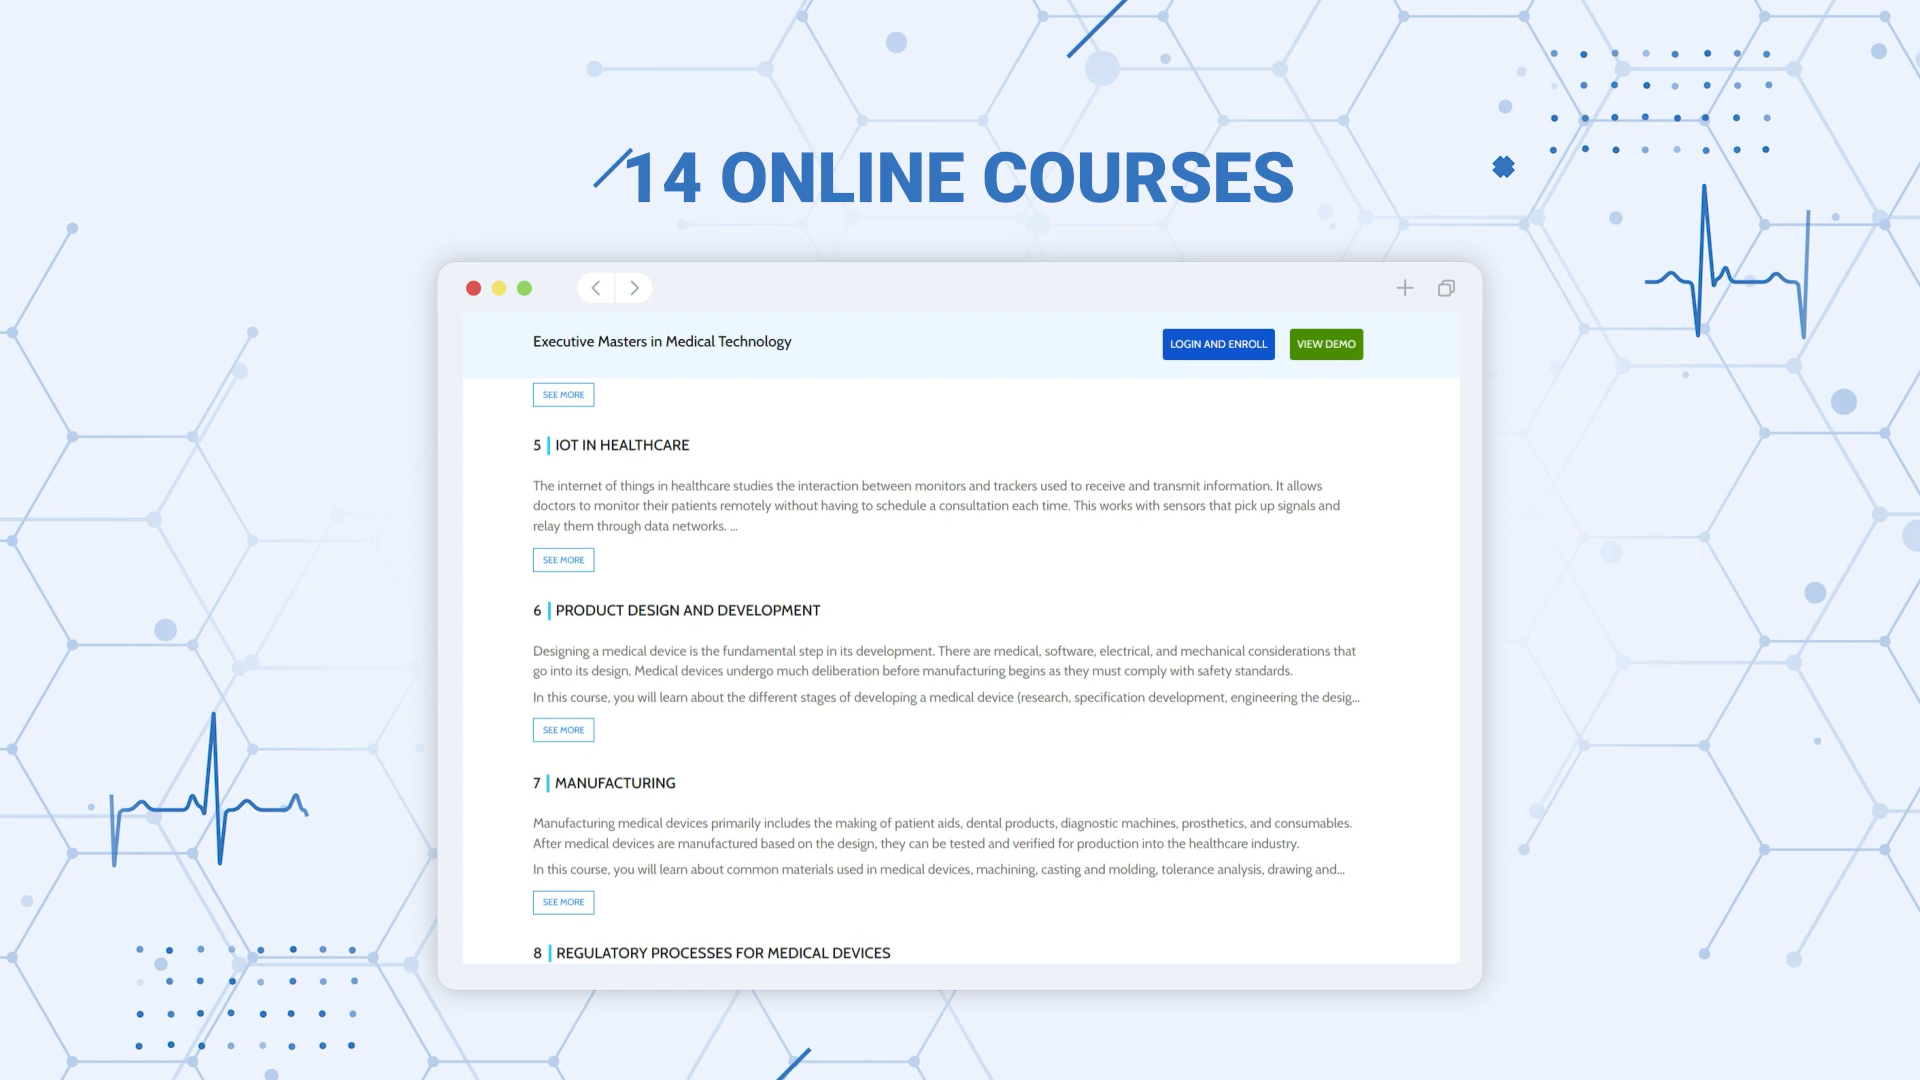 14 ONLINE COURSES
Executive Masters in Medical Technology
LOGIN AND ENROLL
VIEW DEMO
SEE MORE
5 IOT IN HEALTHCARE
The internet of things in healthcare studies the interaction between monitors and trackers used to receive and transmit information. It allows
doctors to monitor their patients remotely without having to schedule a consultation each time. This works with sensors that pick up signals and
relay them through data networks. ...
SEE MORE
6 PRODUCT DESIGN AND DEVELOPMENT
Designing a medical device is the fundamental step in its development. There are medical, software, electrical, and mechanical considerations that
go into its design. Medical devices undergo much deliberation before manufacturing begins as they must comply with safety standards.
In this course, you will learn about the different stages of developing a medical device (research, specification development, engineering the desig...
SEE MORE
7 MANUFACTURING
Manufacturing medical devices primarily includes the making of patient aids, dental products, diagnostic machines, prosthetics, and consumables.
After medical devices are manufactured based on the design, they can be tested and verified for production into the healthcare industry.
In this course, you will learn about common materials used in medical devices, machining, casting and molding, tolerance analysis, drawing and...
SEE MORE
8 REGULATORY PROCESSES FOR MEDICAL DEVICES